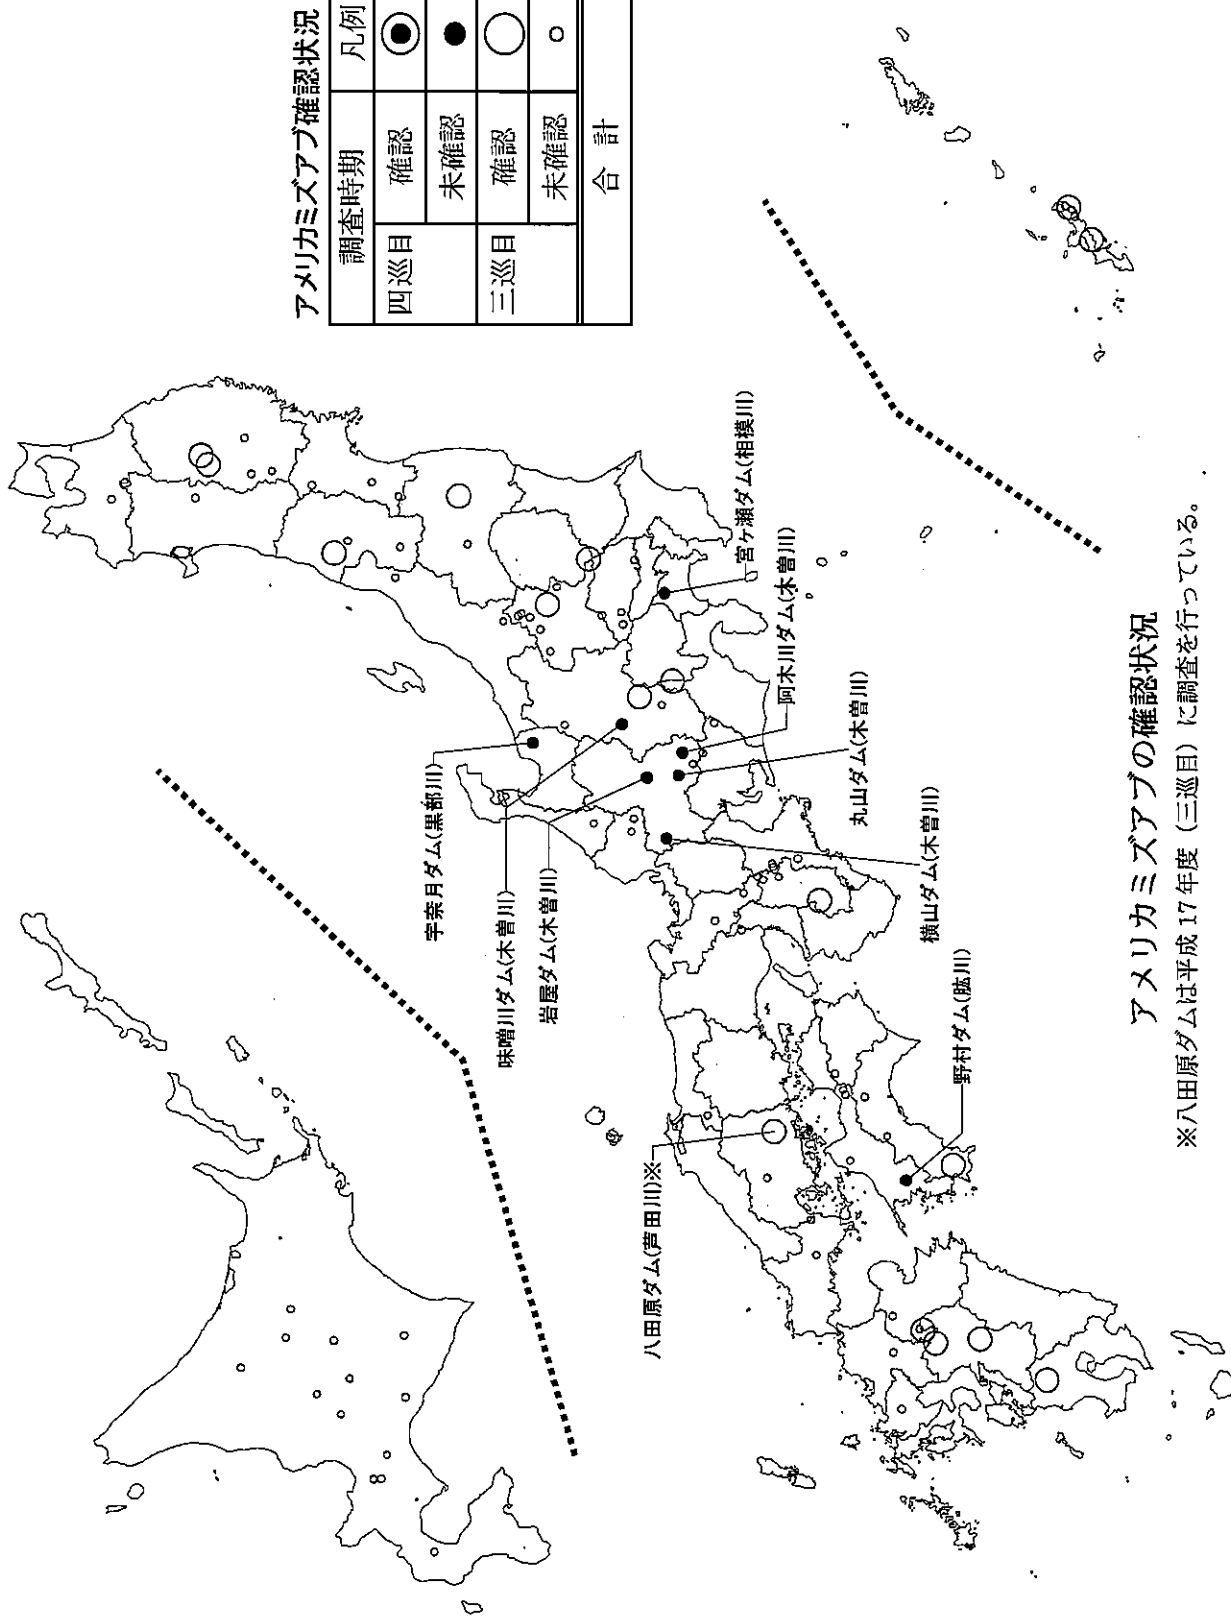 アメリカミズアブ確認状況
調査時期 凡例
四巡目 確認
未確認
三巡目 確認
未確認
合 計
宇奈月ダム(黒部川)
味噌川ダム(木曽川)
岩屋ダム(木曽川)
八田原ダム(芦田川)※
宮ヶ瀬ダム(相模川)
阿木川ダム(木曽川)
丸山ダム(木曽川)
横山ダム(木曽川)
野村ダム(肱川)
アメリカミズアブの確認状況
※八田原ダムは平成 17 年度（三巡目）に調査を行っている。